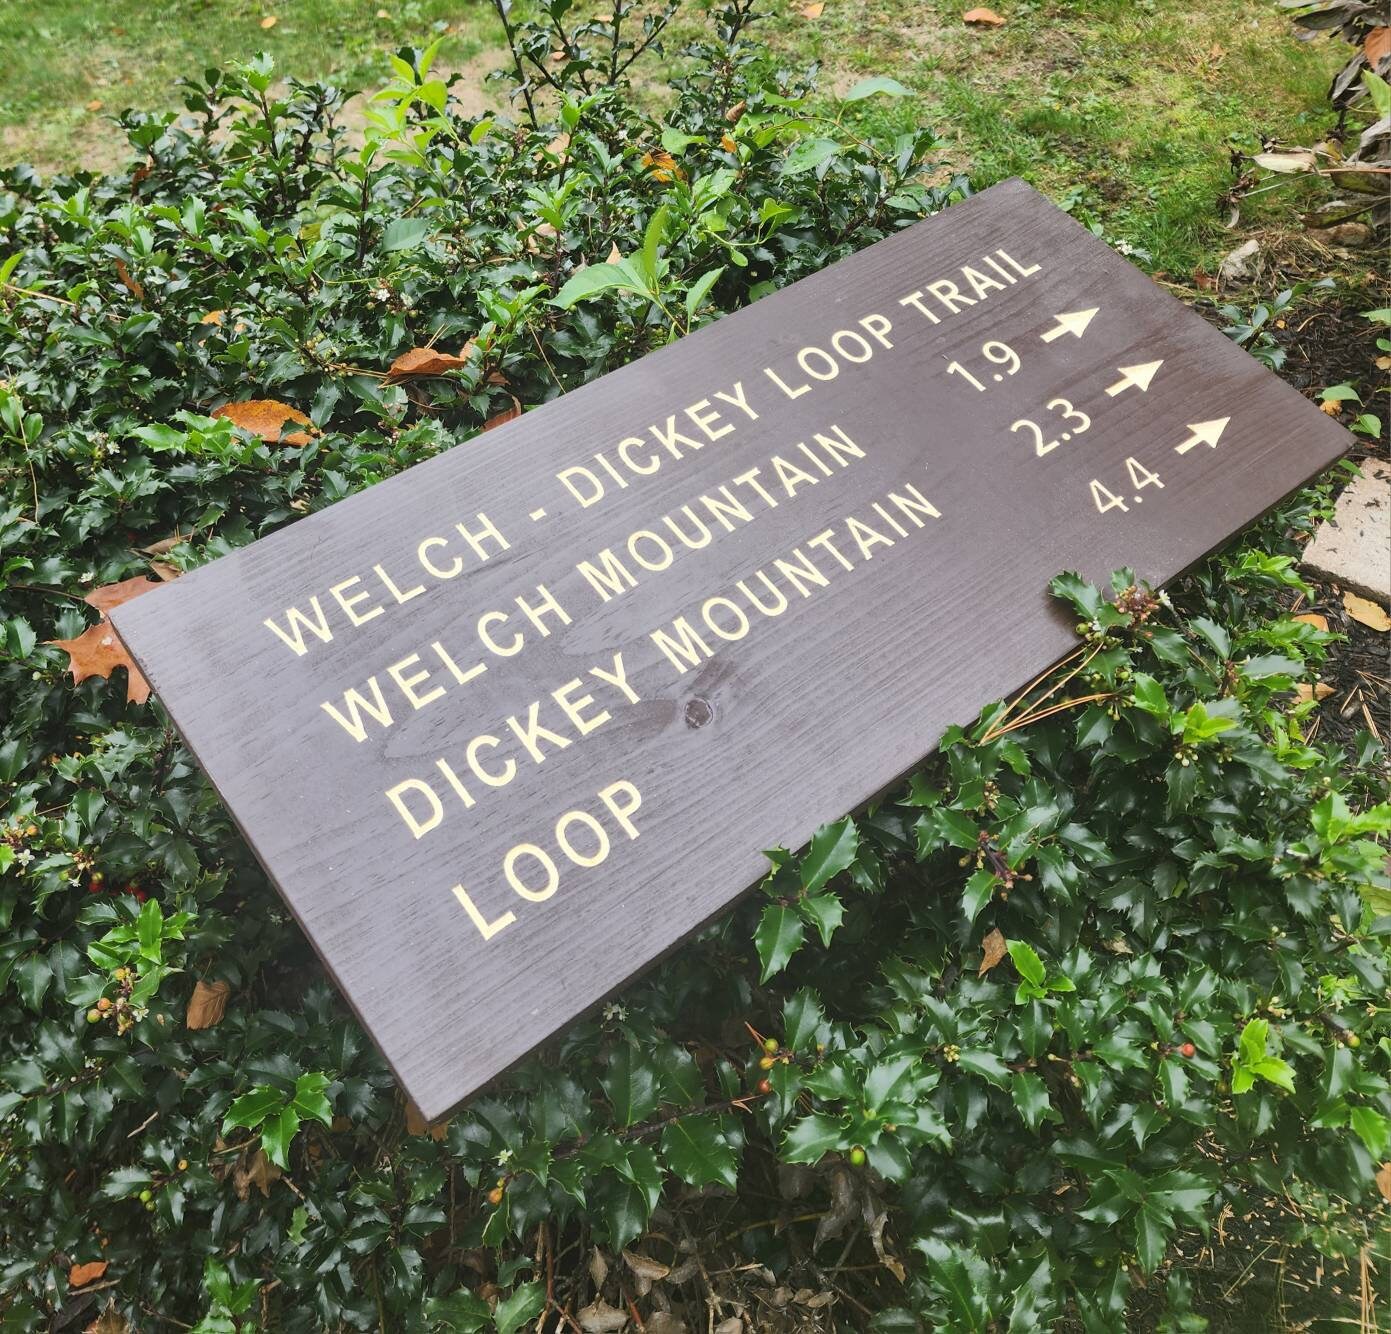 WELCH - DICKEY LOOP TRAIL
WELCH MOUNTAIN 1.9 →
DICKEY MOUNTAIN 2.3 →
LOOP 4.4 →